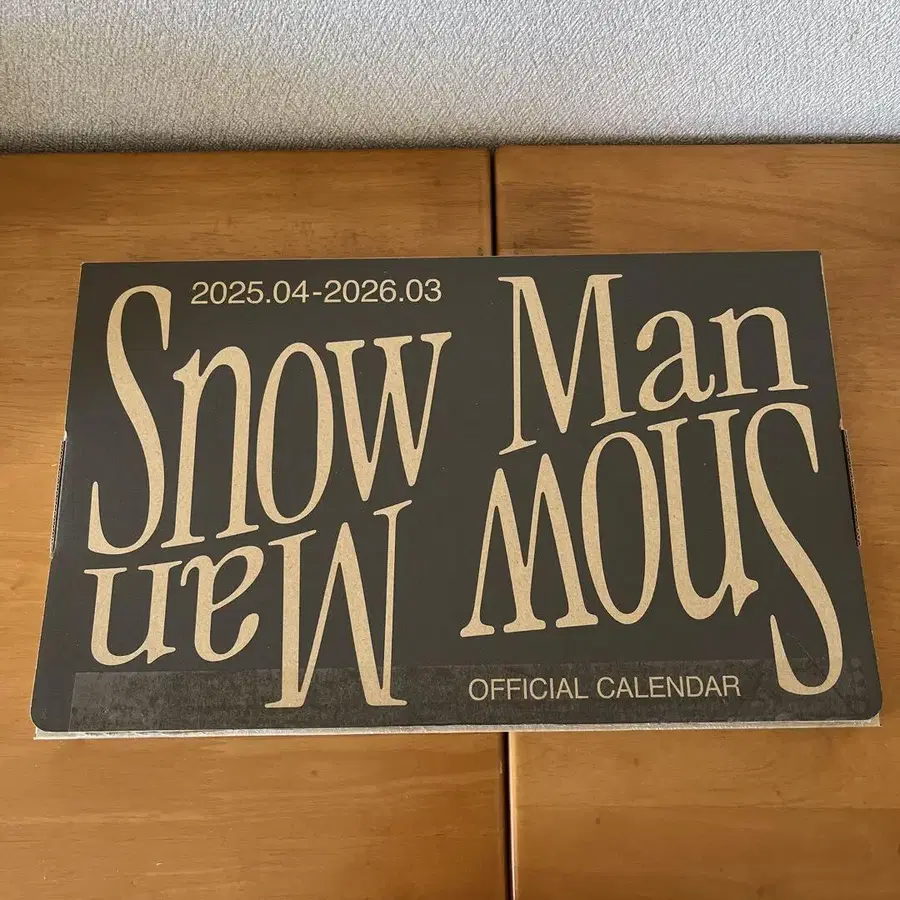 2025.04-2026.03
Snow Man
Snow Man
OFFICIAL CALENDAR